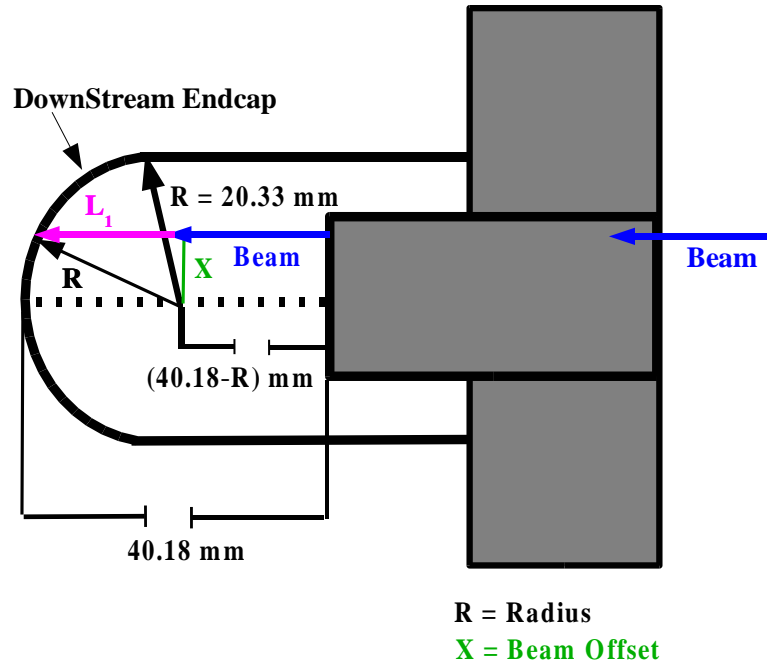 DownStream Endcap
R = 20.33 mm
L1
Beam
Beam
X
R
(40.18-R) mm
40.18 mm
R = Radius
X = Beam Offset